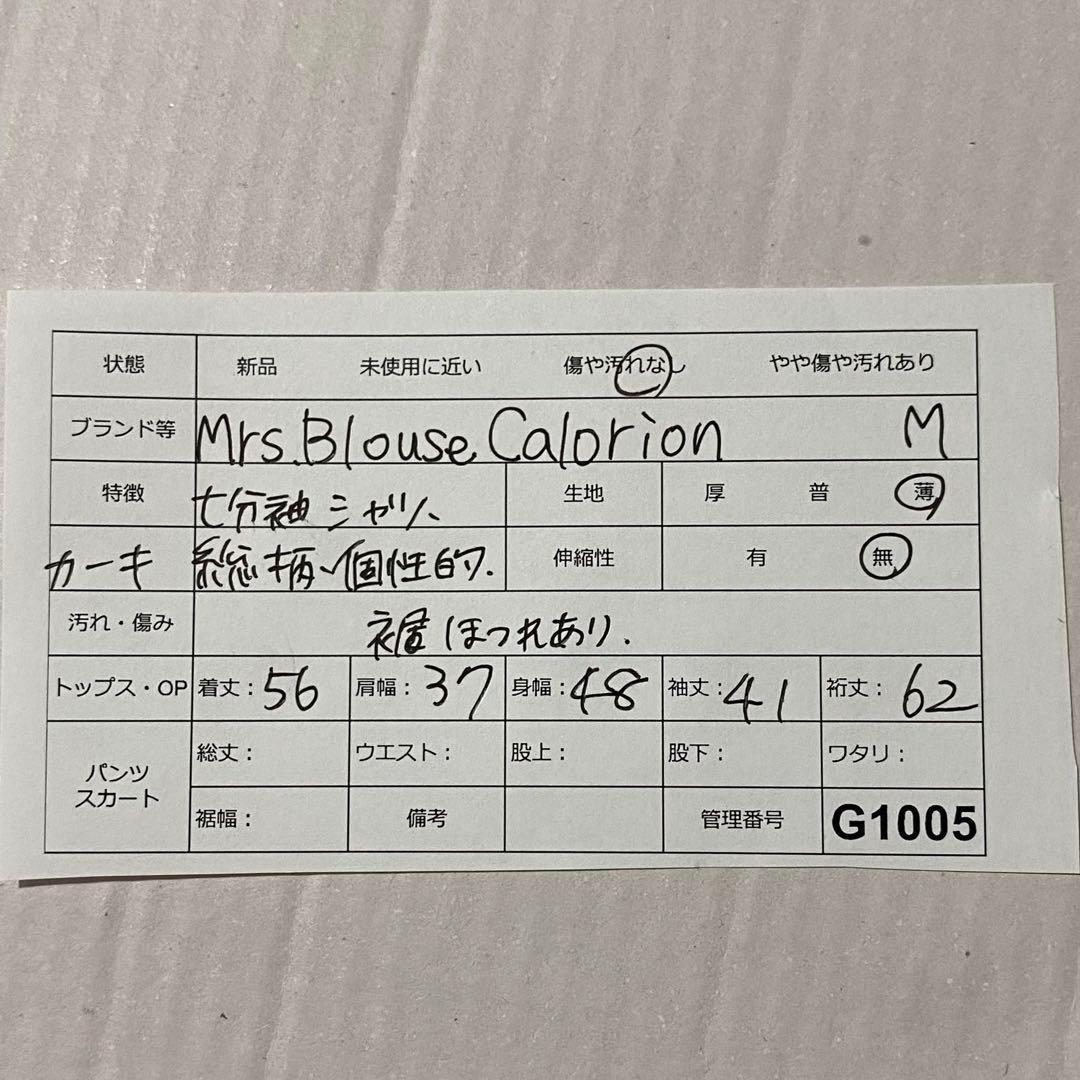 状態 新品 未使用に近い 傷や汚れなし やや傷や汚れあり
ブランド等 Mrs.Blouse Calorion M
特徴 七分袖シャツ、 生地 厚 普 薄
カーキ 総柄、個性的. 伸縮性 有 無
汚れ・傷み 裾ほつれあり.
トップス・OP 着丈：56 肩幅：37 身幅：48 袖丈：41 裄丈：62
パンツ スカート 総丈： ウエスト： 股上： 股下： ワタリ：
裾幅： 備考 管理番号 G1005